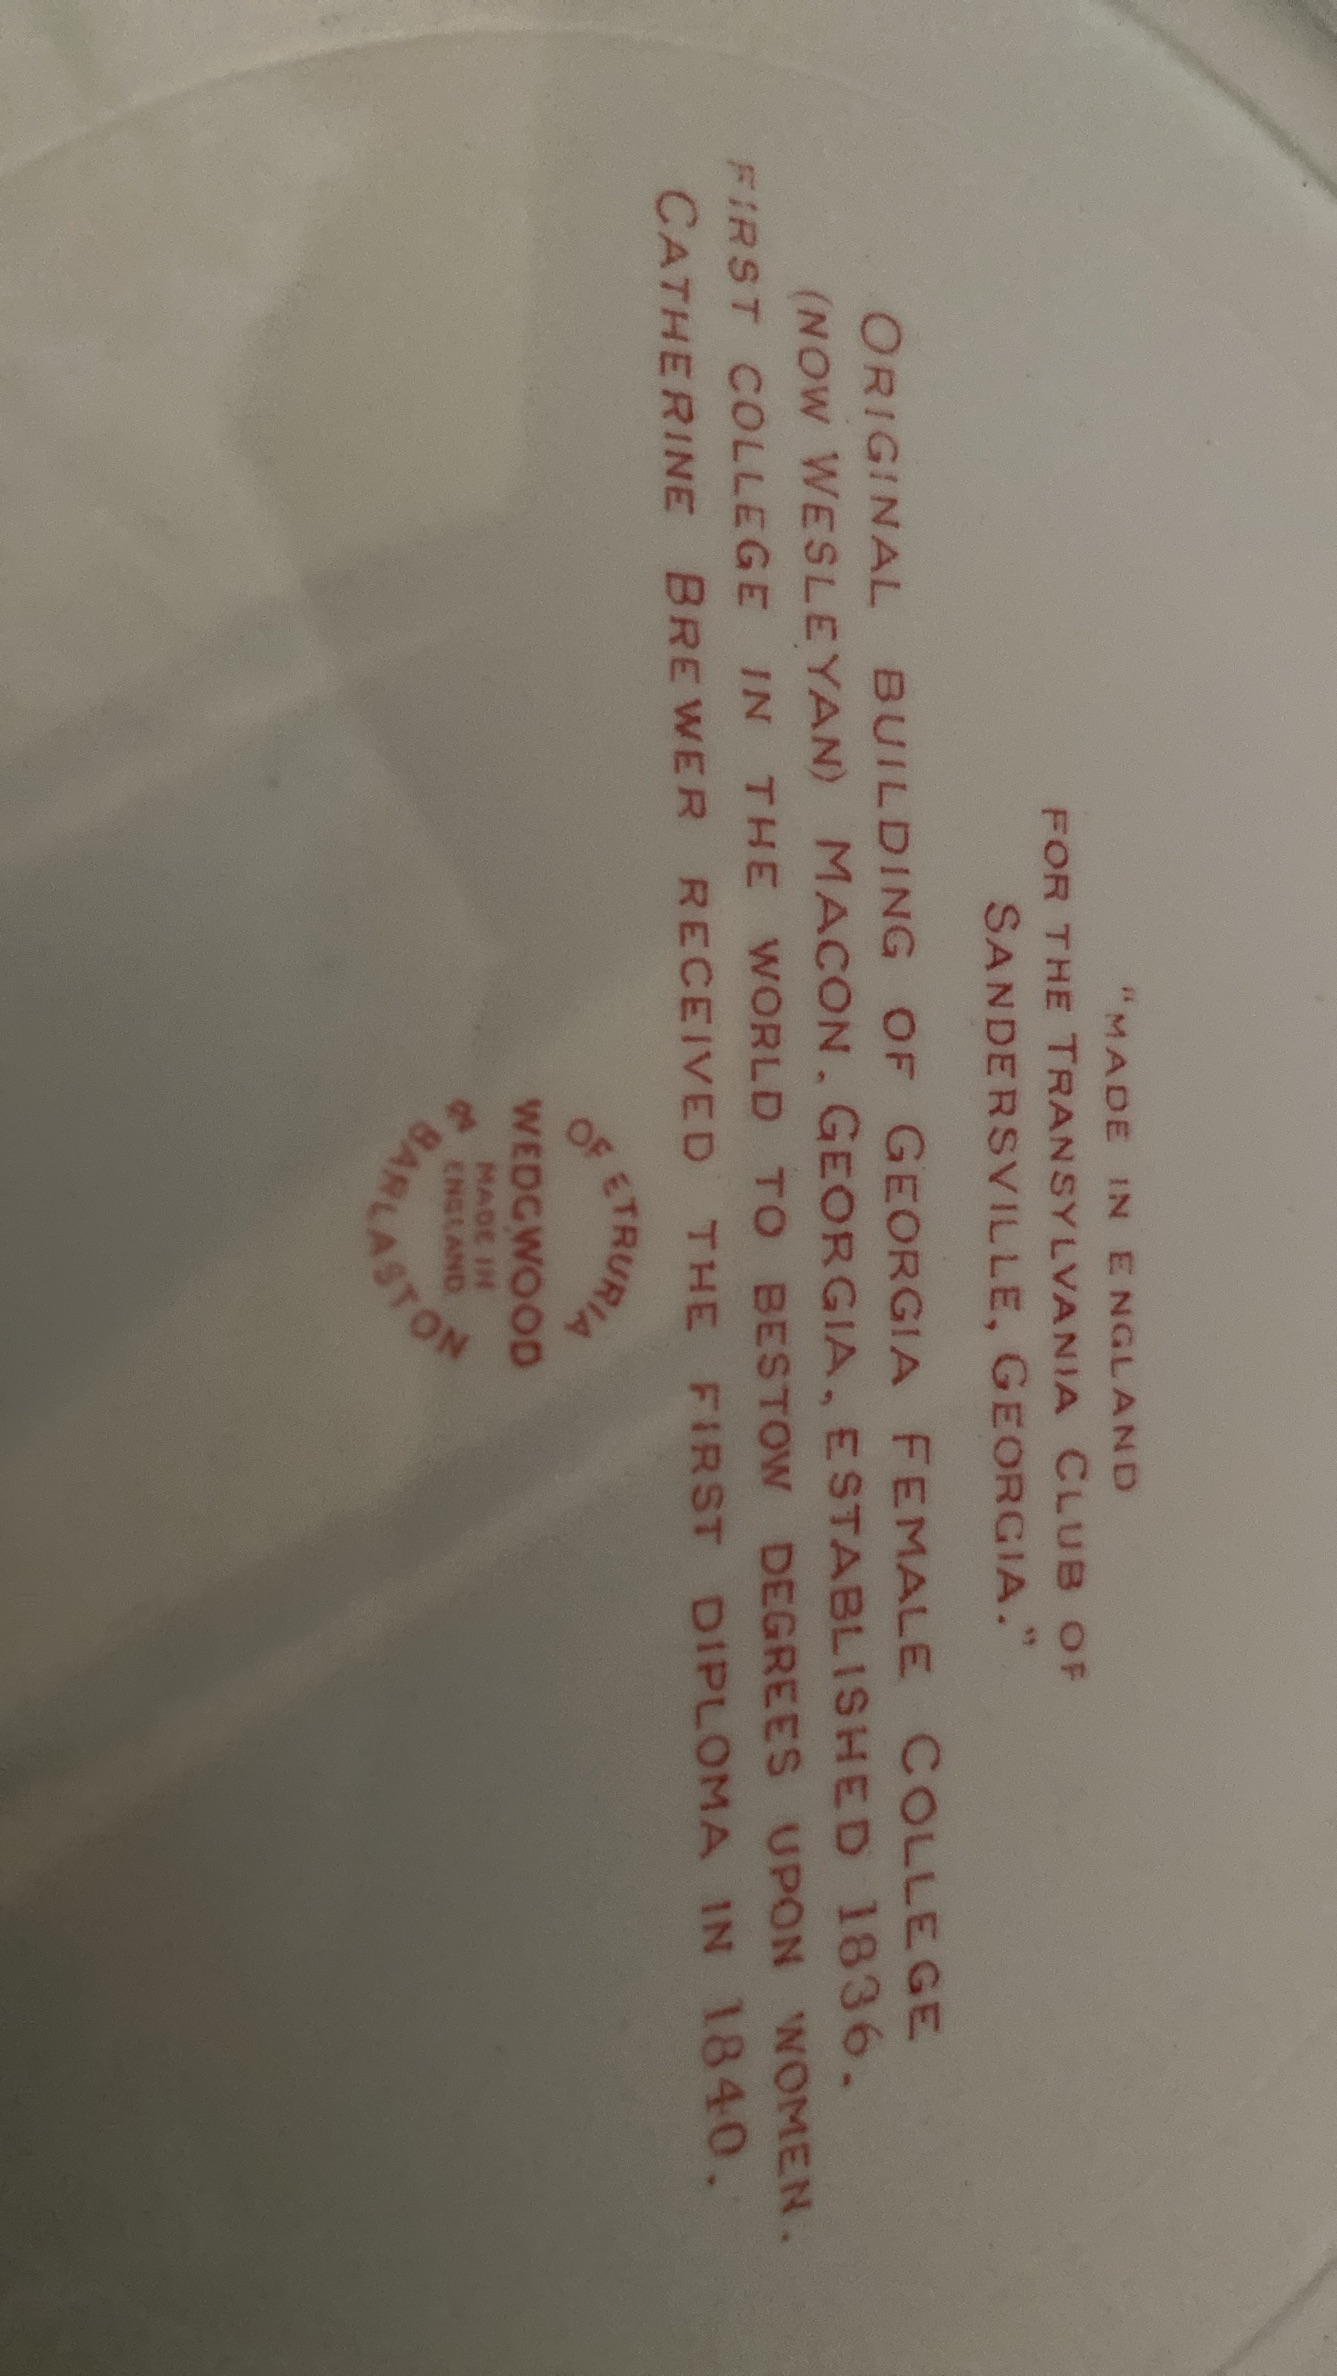 "MADE IN ENGLAND
FOR THE TRANSYLVANIA CLUB OF
SANDERSVILLE, GEORGIA."
ORIGINAL BUILDING OF GEORGIA FEMALE COLLEGE
(NOW WESLEYAN) MACON, GEORGIA, ESTABLISHED 1836.
FIRST COLLEGE IN THE WORLD TO BESTOW DEGREES UPON WOMEN.
CATHERINE BREWER RECEIVED THE FIRST DIPLOMA IN 1840.
OF ETRURIA
WEDGWOOD
MADE IN
ENGLAND
& BARLASTON